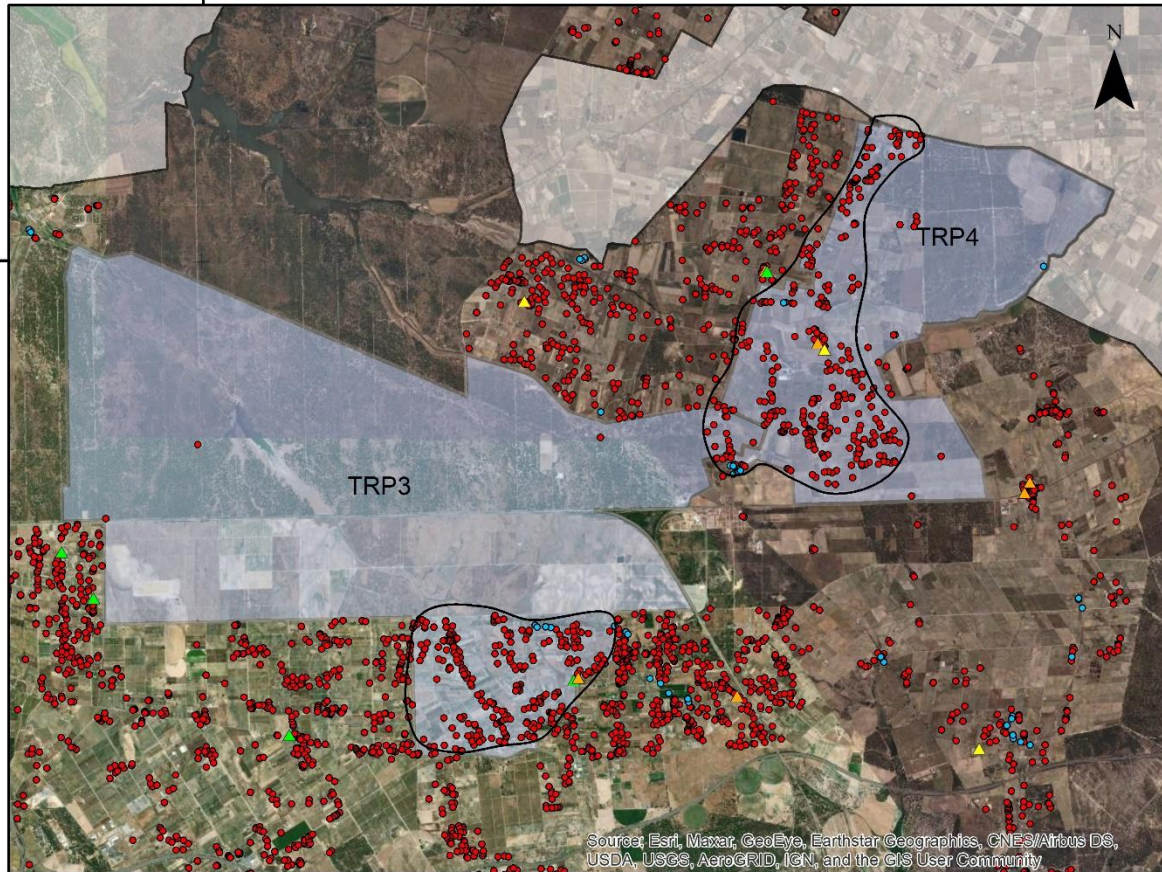 N
TRP4
TRP3
Source: Esri, Maxar, GeoEye, Earthstar Geographics, CNES/Airbus DS,
USDA, USGS, AeroGRID, IGN, and the GIS User Community